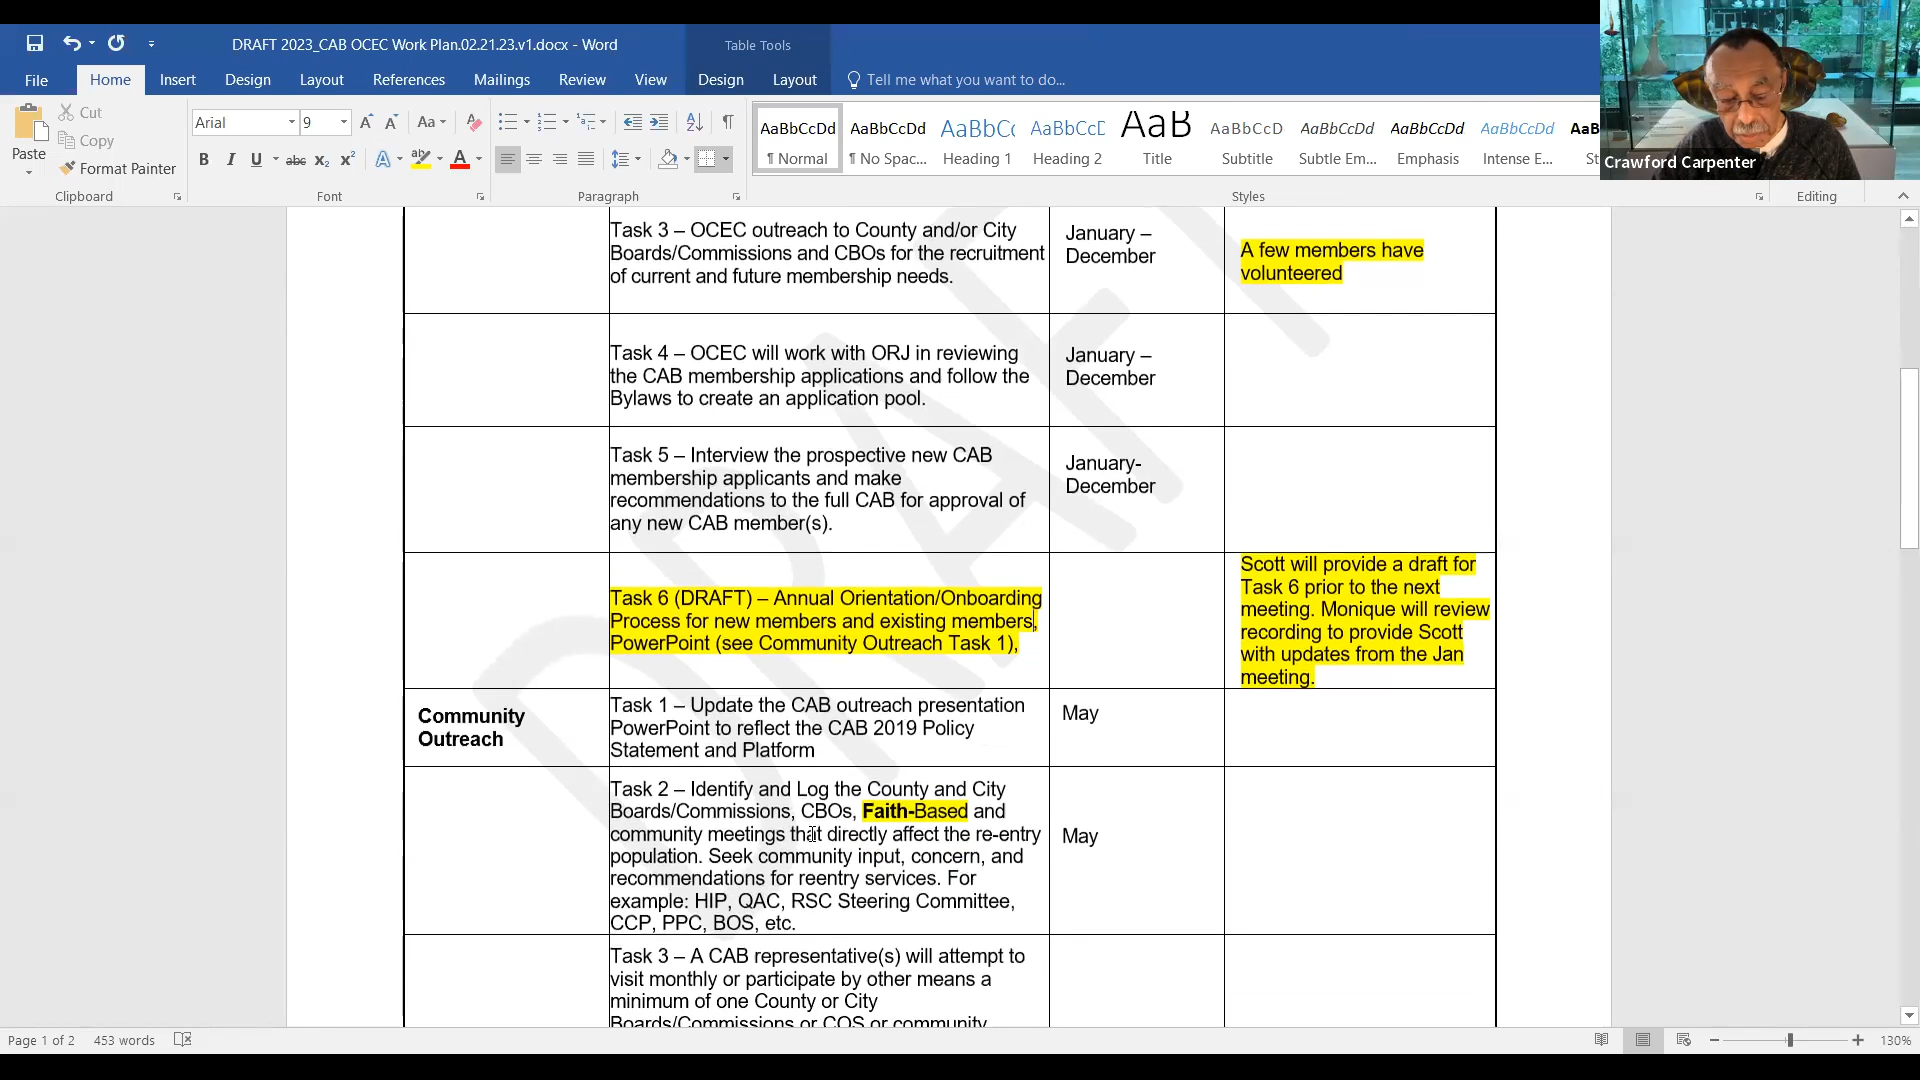 DRAFT 2023_CAB OCEC Work Plan.02.21.23.v1.docx - Word
Table Tools
File
Home
Insert
Design
Layout
References
Mailings
Review
View
Design
Layout
Tell me what you want to do...
Paste
Cut
Copy
Format Painter
Clipboard
Arial
9
Font
Paragraph
AaBbCcDd
¶ Normal
AaBbCcDd
¶ No Spac...
AaBbCc
Heading 1
AaBbCcC
Heading 2
AaB
Title
AaBbCcD
Subtitle
AaBbCcDd
Subtle Em...
AaBbCcDd
Emphasis
AaBbCcDd
Intense E...
AaBb
St
Styles
Editing
Crawford Carpenter
Task 3 – OCEC outreach to County and/or City
Boards/Commissions and CBOs for the recruitment
of current and future membership needs.
January –
December
A few members have
volunteered
Task 4 – OCEC will work with ORJ in reviewing
the CAB membership applications and follow the
Bylaws to create an application pool.
January –
December
Task 5 – Interview the prospective new CAB
membership applicants and make
recommendations to the full CAB for approval of
any new CAB member(s).
January-
December
Task 6 (DRAFT) – Annual Orientation/Onboarding
Process for new members and existing members,
PowerPoint (see Community Outreach Task 1),
Scott will provide a draft for
Task 6 prior to the next
meeting. Monique will review
recording to provide Scott
with updates from the Jan
meeting.
Community
Outreach
Task 1 – Update the CAB outreach presentation
PowerPoint to reflect the CAB 2019 Policy
Statement and Platform
May
Task 2 – Identify and Log the County and City
Boards/Commissions, CBOs, Faith-Based and
community meetings that directly affect the re-entry
population. Seek community input, concern, and
recommendations for reentry services. For
example: HIP, QAC, RSC Steering Committee,
CCP, PPC, BOS, etc.
May
Task 3 – A CAB representative(s) will attempt to
visit monthly or participate by other means a
minimum of one County or City
Boards/Commissions or COS or community
DRAFT
Page 1 of 2
453 words
130%